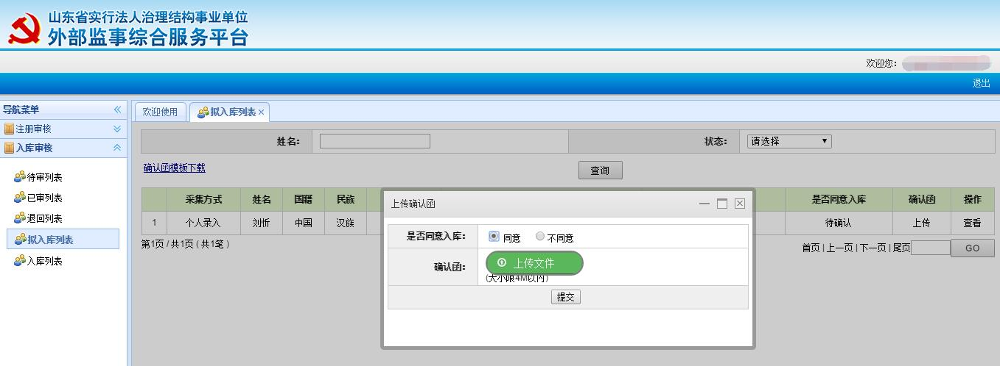 山东省实行法人治理结构事业单位
外部监事综合服务平台
欢迎您：
退出
导航菜单
注册审核
入库审核
待审列表
已审列表
退回列表
拟入库列表
入库列表
欢迎使用
拟入库列表
姓名：
状态：
请选择
确认函模板下载
查询
采集方式 姓名 国籍 民族 是否同意入库 确认函 操作
1 个人录入 刘忻 中国 汉族 待确认 上传 查看
第1页 / 共1页 ( 共1笔 )
首页 | 上一页 | 下一页 | 尾页 GO
上传确认函
是否同意入库： 同意 不同意
确认函： 上传文件
(大小限4M以内)
提交